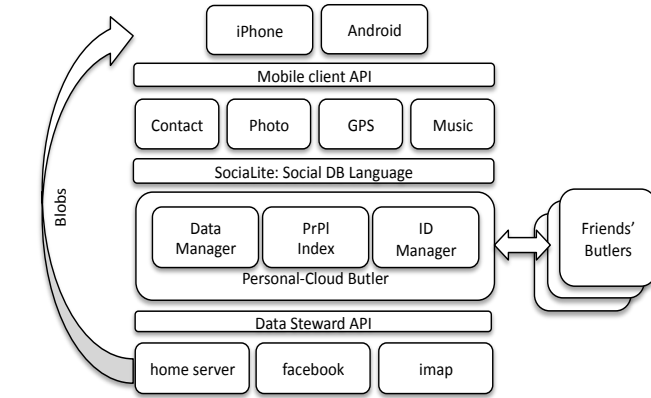 iPhone
Android
Mobile client API
Contact
Photo
GPS
Music
SociaLite: Social DB Language
Blobs
Data
Manager
PrPl
Index
ID
Manager
Personal-Cloud Butler
Friends'
Butlers
Data Steward API
home server
facebook
imap